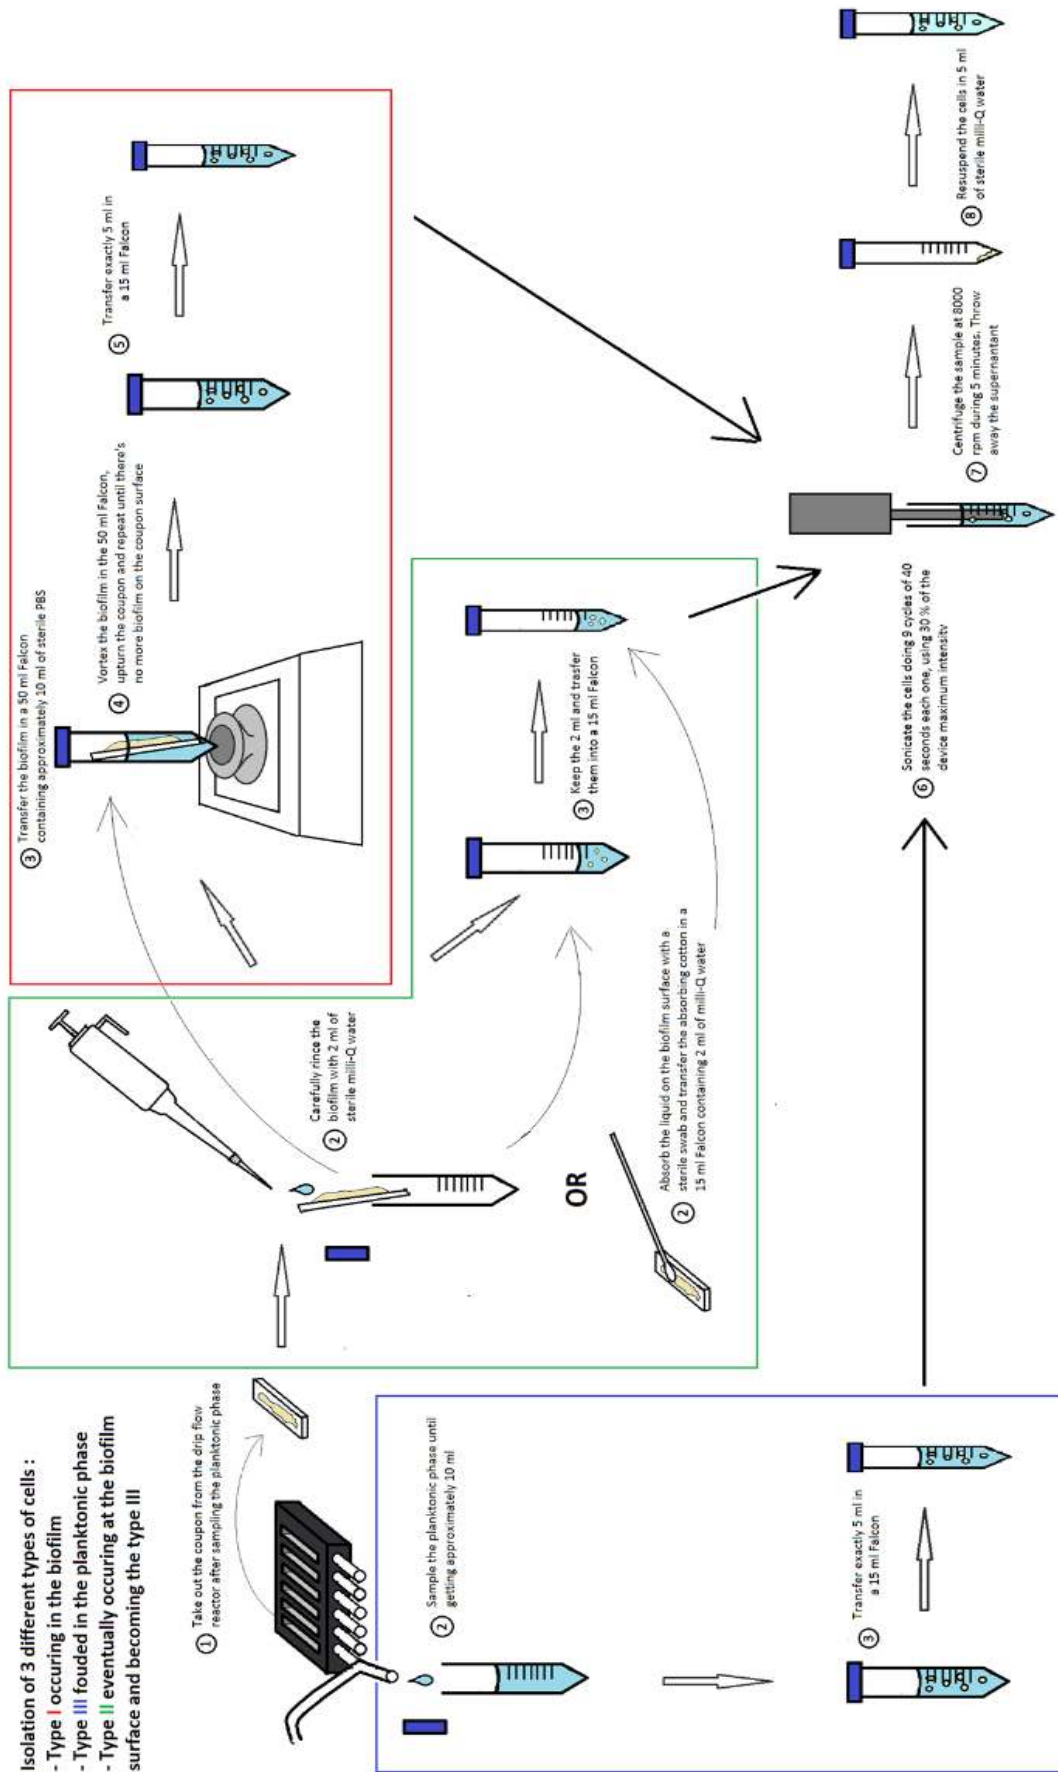 Isolation of 3 different types of cells :
- Type I occuring in the biofilm
- Type III fouded in the planktonic phase
- Type II eventually occuring at the biofilm
surface and becoming the type III
1 Take out the coupon from the drip flow
reactor after sampling the planktonic phase
2 Sample the planktonic phase until
getting approximately 10 ml
3 Transfer exactly 5 ml in
a 15 ml Falcon
2 Carefully rince the
biofilm with 2 ml of
sterile milli-Q water
OR
2 Absorb the liquid on the biofilm surface with a
sterile swab and transfer the absorbing cotton in a
15 ml Falcon containing 2 ml of milli-Q water
3 Keep the 2 ml and trasfer
them into a 15 ml Falcon
3 Transfer the biofilm in a 50 ml Falcon
containing approximately 10 ml of sterile PBS
4 Vortex the biofilm in the 50 ml Falcon,
upturn the coupon and repeat until there's
no more biofilm on the coupon surface
5 Transfer exactly 5 ml in
a 15 ml Falcon
6 Sonicate the cells doing 9 cycles of 40
seconds each one, using 30 % of the
device maximum intensity
7 Centrifuge the sample at 8000
rpm during 5 minutes. Throw
away the supernantant
8 Resuspend the cells in 5 ml
of sterile milli-Q water